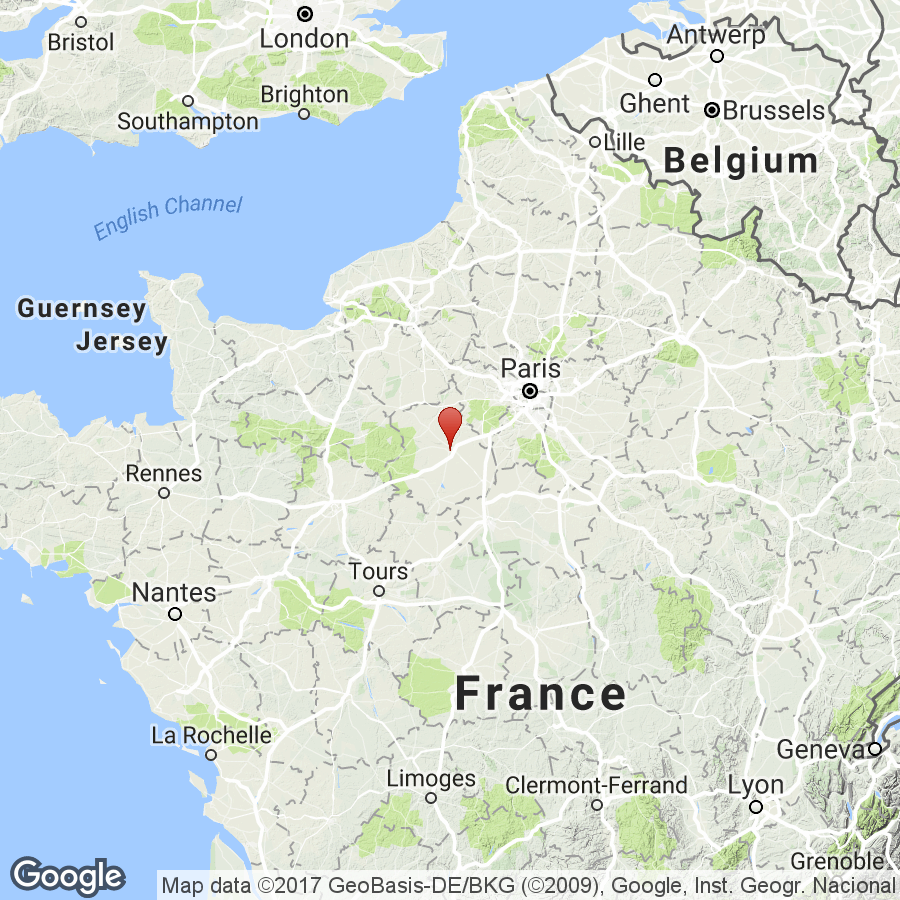 Bristol
London
Antwerp
Southampton
Brighton
Ghent
Brussels
Lille
Belgium
English Channel
Guernsey
Jersey
Paris
Rennes
Tours
Nantes
France
La Rochelle
Limoges
Clermont-Ferrand
Geneva
Lyon
Grenoble
Google
Map data ©2017 GeoBasis-DE/BKG (©2009), Google, Inst. Geogr. Nacional